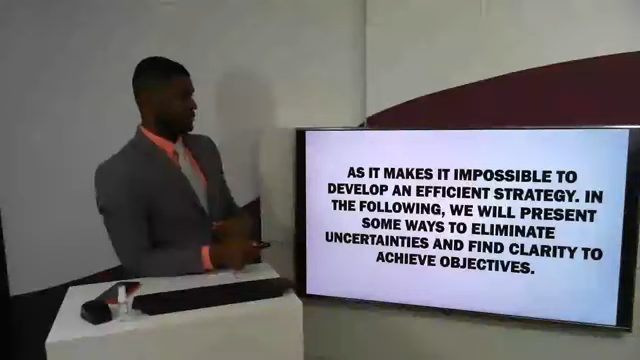 AS IT MAKES IT IMPOSSIBLE TO
DEVELOP AN EFFICIENT STRATEGY. IN
THE FOLLOWING, WE WILL PRESENT
SOME WAYS TO ELIMINATE
UNCERTAINTIES AND FIND CLARITY TO
ACHIEVE OBJECTIVES.